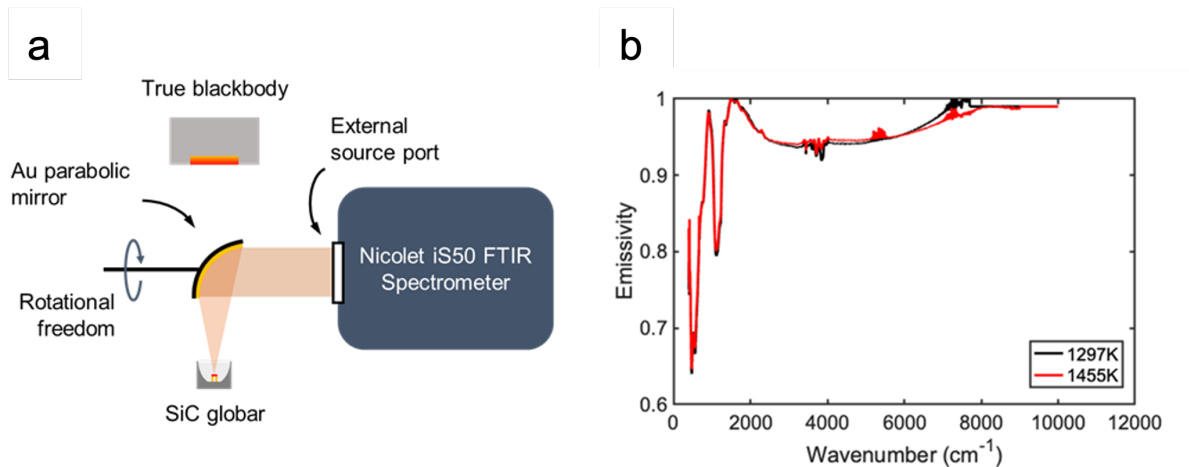 a
True blackbody
Au parabolic
mirror
External
source port
Nicolet iS50 FTIR
Spectrometer
Rotational
freedom
SiC globar
b
Emissivity
1
0.9
0.8
0.7
0.6
0 2000 4000 6000 8000 10000 12000
Wavenumber (cm⁻¹)
1297K
1455K